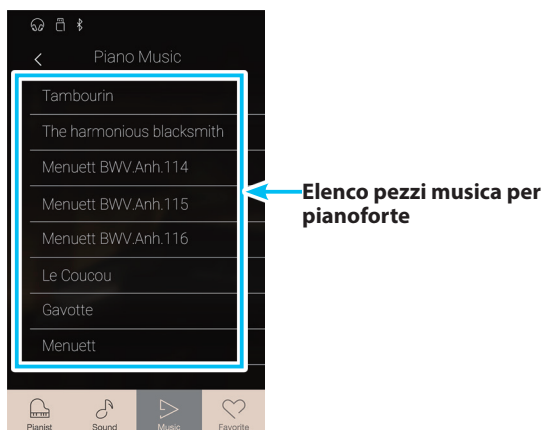 Piano Music
Tambourin
The harmonious blacksmith
Menuett BWV.Anh.114
Menuett BWV.Anh.115
Menuett BWV.Anh.116
Le Coucou
Gavotte
Menuett
Elenco pezzi musica per
pianoforte
Pianist Sound Music Favorite